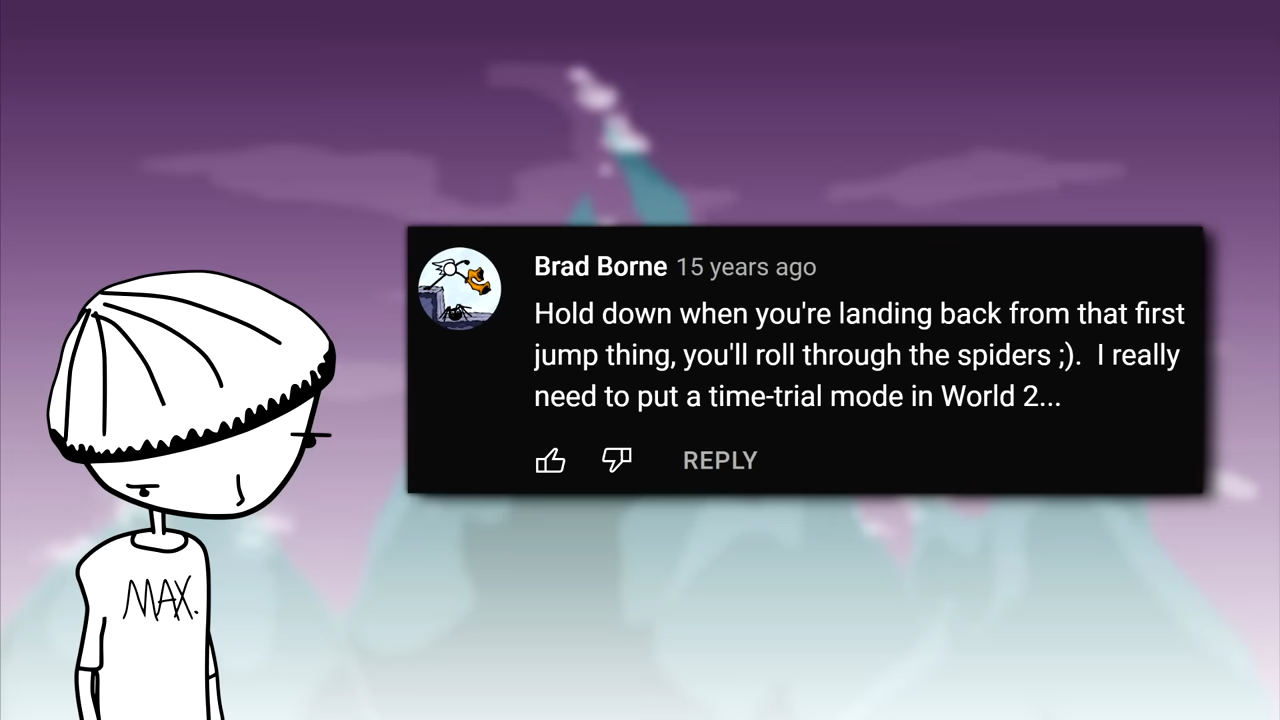 Brad Borne 15 years ago
Hold down when you're landing back from that first
jump thing, you'll roll through the spiders ;).  I really
need to put a time-trial mode in World 2...
REPLY
MAX.